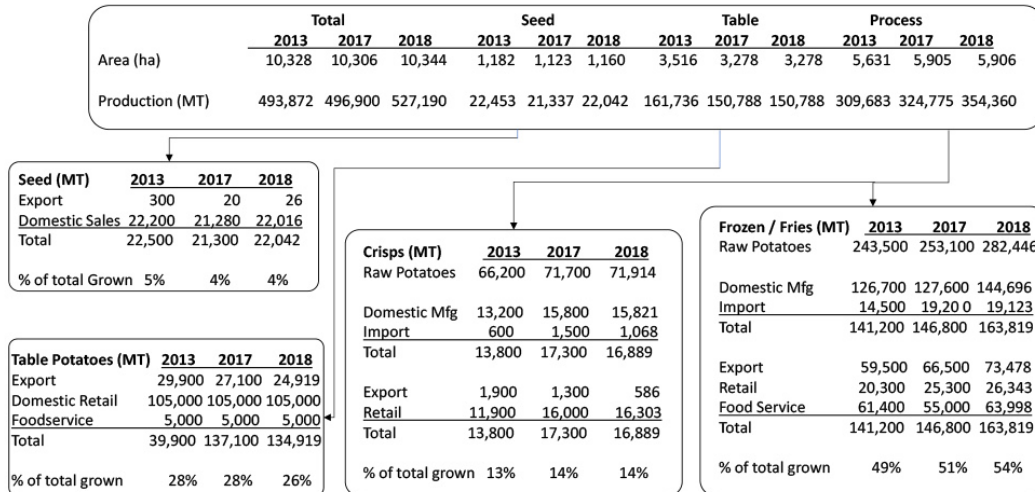 Total Seed Table Process
2013 2017 2018 2013 2017 2018 2013 2017 2018 2013 2017 2018
Area (ha) 10,328 10,306 10,344 1,182 1,123 1,160 3,516 3,278 3,278 5,631 5,905 5,906
Production (MT) 493,872 496,900 527,190 22,453 21,337 22,042 161,736 150,788 150,788 309,683 324,775 354,360
Seed (MT) 2013 2017 2018
Export 300 20 26
Domestic Sales 22,200 21,280 22,016
Total 22,500 21,300 22,042
% of total Grown 5% 4% 4%
Table Potatoes (MT) 2013 2017 2018
Export 29,900 27,100 24,919
Domestic Retail 105,000 105,000 105,000
Foodservice 5,000 5,000 5,000
Total 39,900 137,100 134,919
% of total grown 28% 28% 26%
Crisps (MT) 2013 2017 2018
Raw Potatoes 66,200 71,700 71,914
Domestic Mfg 13,200 15,800 15,821
Import 600 1,500 1,068
Total 13,800 17,300 16,889
Export 1,900 1,300 586
Retail 11,900 16,000 16,303
Total 13,800 17,300 16,889
% of total grown 13% 14% 14%
Frozen / Fries (MT) 2013 2017 2018
Raw Potatoes 243,500 253,100 282,446
Domestic Mfg 126,700 127,600 144,696
Import 14,500 19,20 0 19,123
Total 141,200 146,800 163,819
Export 59,500 66,500 73,478
Retail 20,300 25,300 26,343
Food Service 61,400 55,000 63,998
Total 141,200 146,800 163,819
% of total grown 49% 51% 54%